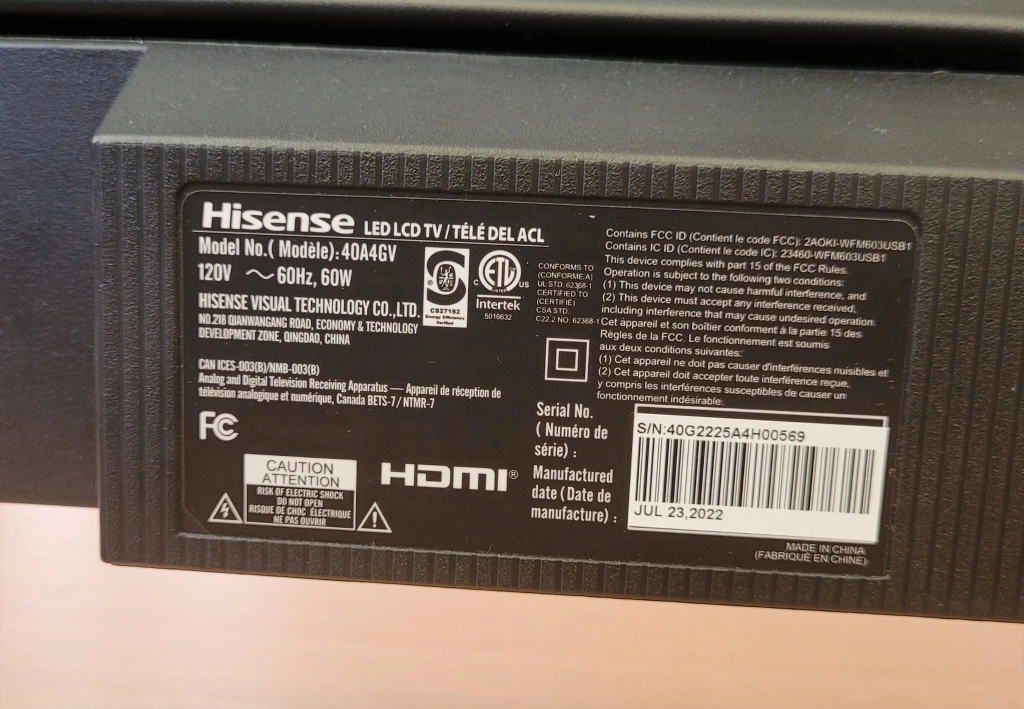 Hisense LED LCD TV / TÉLÉ DEL ACL
Model No.( Modèle):40A4GV
120V ~ 60Hz, 60W
HISENSE VISUAL TECHNOLOGY CO.,LTD.
NO.218 QIANWANGANG ROAD, ECONOMY & TECHNOLOGY
DEVELOPMENT ZONE, QINGDAO, CHINA
CAN ICES-003(B)/NMB-003(B)
Analog and Digital Television Receiving Apparatus — Appareil de réception de
télévision analogique et numérique, Canada BETS-7 / NTMR-7
FC
CAUTION
ATTENTION
RISK OF ELECTRIC SHOCK
DO NOT OPEN
RISQUE DE CHOC ÉLECTRIQUE
NE PAS OUVRIR
HDMI®
®
CS27162
Energy Efficiency
Verified
C ETL US
Intertek
5016632
CONFORMS TO
(CONFORME A)
UL STD. 62368-1
CERTIFIED TO
(CERTIFIÉ)
CSA STD.
C22.2 NO. 62368-1
Contains FCC ID (Contient le code FCC): 2AOKI-WFM603USB1
Contains IC ID (Contient le code IC): 23460-WFM603USB1
This device complies with part 15 of the FCC Rules.
Operation is subject to the following two conditions:
(1) This device may not cause harmful interference, and
(2) This device must accept any interference received,
including interference that may cause undesired operation.
Cet appareil et son boîtier conforment à la partie 15 des
Règles de la FCC. Le fonctionnement est soumis
aux deux conditions suivantes:
(1) Cet appareil ne doit pas causer d'interférences nuisibles et
(2) Cet appareil doit accepter toute interférence reçue,
y compris les interférences susceptibles de causer un
fonctionnement indésirable.
Serial No.
( Numéro de
série) :
S/N:40G2225A4H00569
Manufactured
date (Date de
manufacture) :
JUL 23,2022
MADE IN CHINA
(FABRIQUÉ EN CHINE)